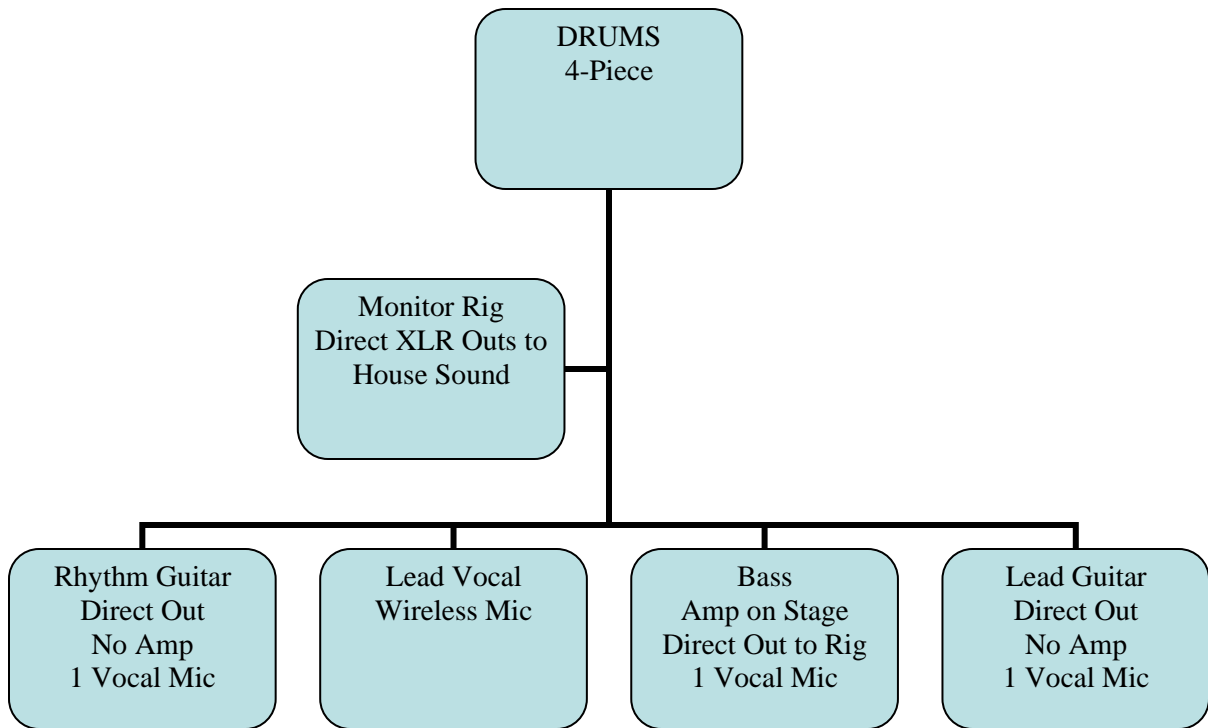 DRUMS
4-Piece
Monitor Rig
Direct XLR Outs to
House Sound
Rhythm Guitar
Direct Out
No Amp
1 Vocal Mic
Lead Vocal
Wireless Mic
Bass
Amp on Stage
Direct Out to Rig
1 Vocal Mic
Lead Guitar
Direct Out
No Amp
1 Vocal Mic